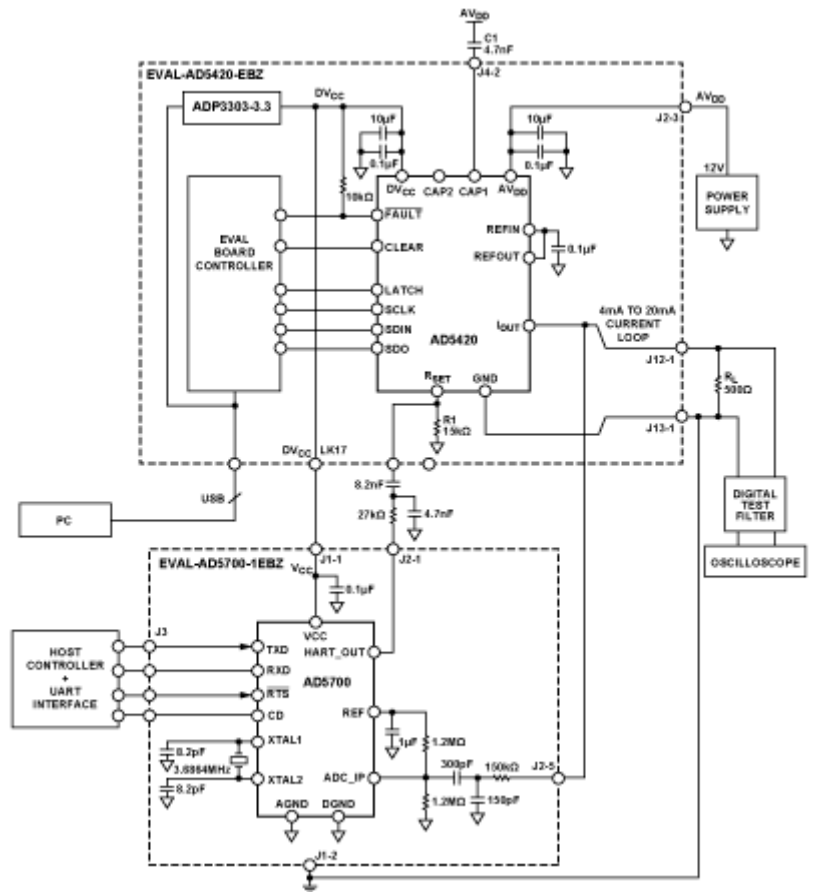 AVDD
C1
4.7nF
EVAL-AD5420-EBZ
J4-2
DVCC
ADP3303-3.3
10µF
0.1µF
10µF
0.1µF
AVDD
J2-3
12V
POWER
SUPPLY
10kΩ
DVCC
CAP2
CAP1
AVDD
FAULT
CLEAR
LATCH
SCLK
SDIN
SDO
EVAL
BOARD
CONTROLLER
REFIN
REFOUT
0.1µF
IOUT
AD5420
4mA TO 20mA
CURRENT
LOOP
J12-1
RL
500Ω
J13-1
RSET
GND
R1
15kΩ
DVCC
LK17
USB
PC
8.2nF
4.7nF
27kΩ
DIGITAL
TEST
FILTER
OSCILLOSCOPE
EVAL-AD5700-1EBZ
J1-1
J2-1
VCC
0.1µF
HOST
CONTROLLER
+
UART
INTERFACE
J3
VCC
TXD
HART_OUT
AD5700
RXD
RTS
CD
REF
1µF
1.2MΩ
XTAL1
8.2pF
3.6864MHz
XTAL2
8.2pF
ADC_IP
300pF
150kΩ
J2-5
1.2MΩ
150pF
AGND
DGND
J1-2